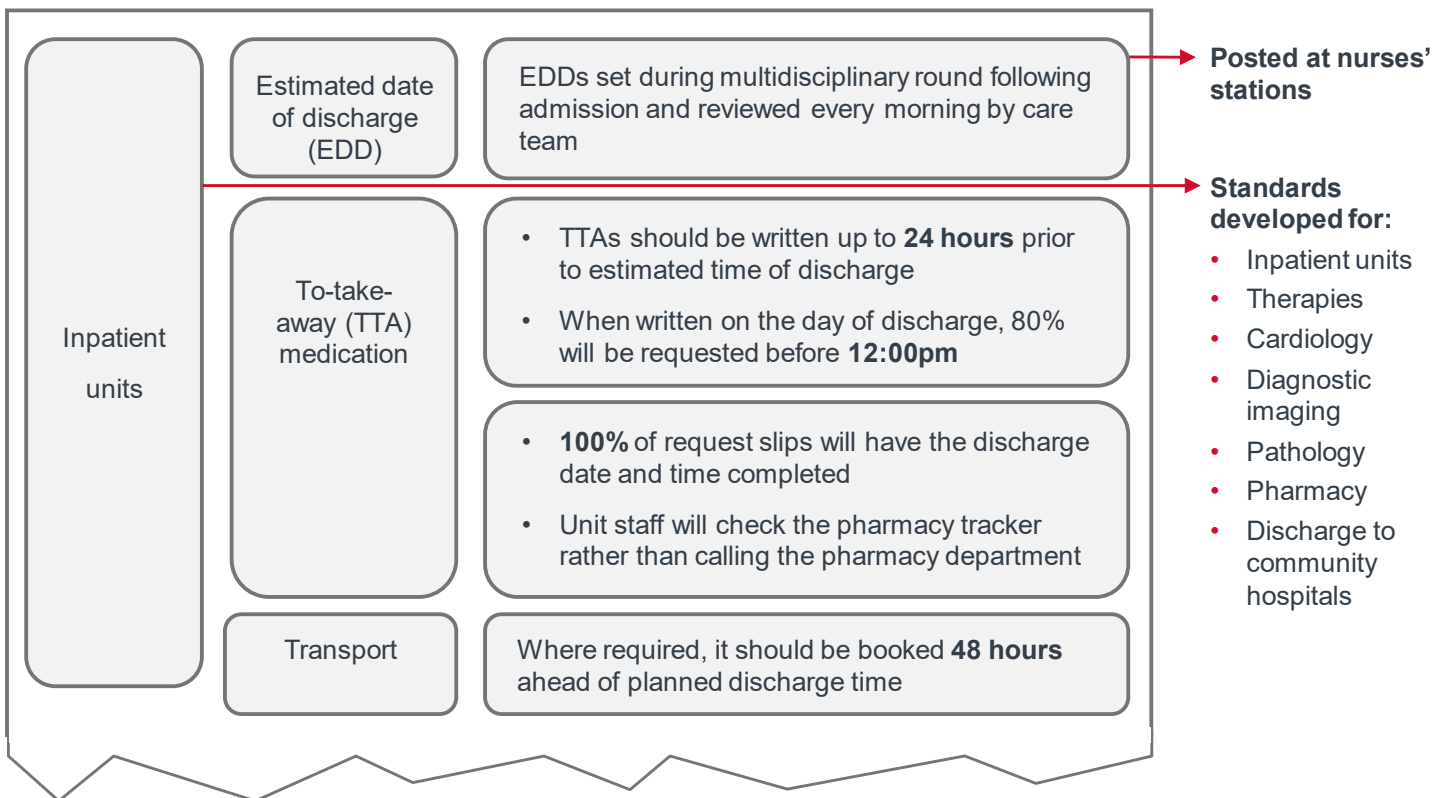 Inpatient
units
Estimated date
of discharge
(EDD)
EDDs set during multidisciplinary round following
admission and reviewed every morning by care
team
To-take-
away (TTA)
medication
• TTAs should be written up to 24 hours prior
to estimated time of discharge
• When written on the day of discharge, 80%
will be requested before 12:00pm
• 100% of request slips will have the discharge
date and time completed
• Unit staff will check the pharmacy tracker
rather than calling the pharmacy department
Transport
Where required, it should be booked 48 hours
ahead of planned discharge time
Posted at nurses’
stations
Standards
developed for:
• Inpatient units
• Therapies
• Cardiology
• Diagnostic
imaging
• Pathology
• Pharmacy
• Discharge to
community
hospitals